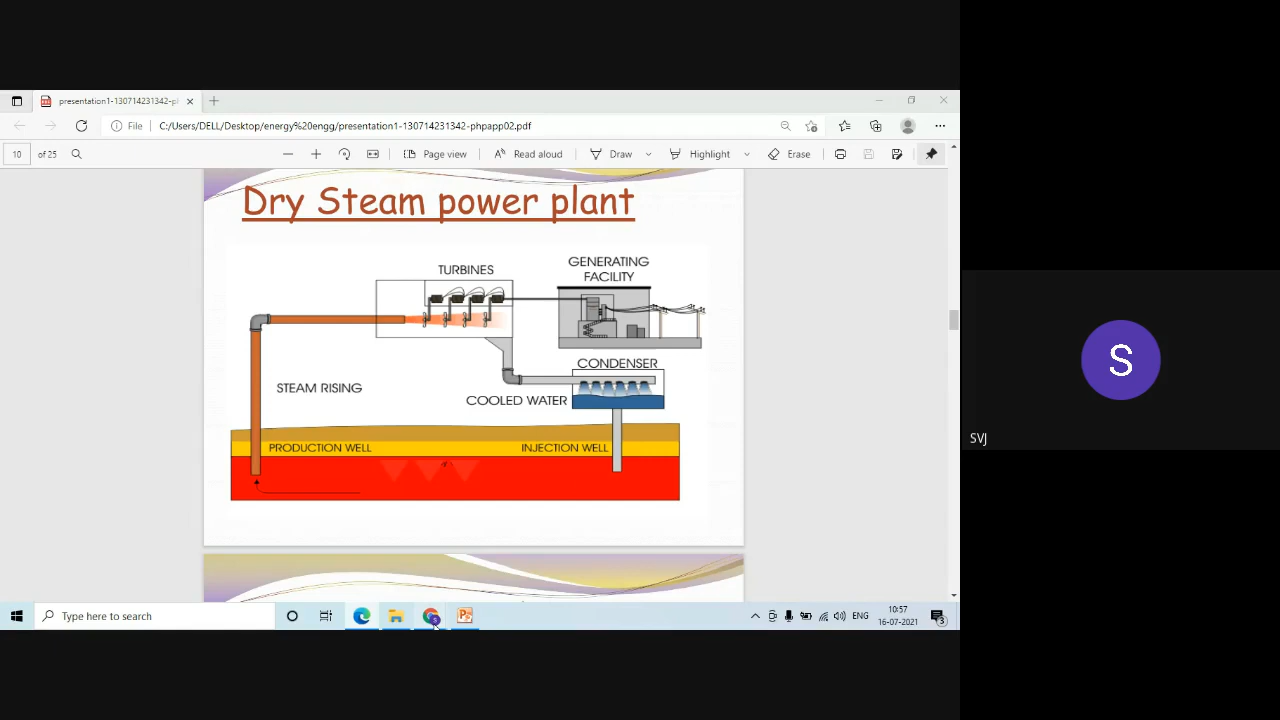 presentation1-130714231342-pl
File
C:/Users/DELL/Desktop/energy%20engg/presentation1-130714231342-phpapp02.pdf
10 of 25
Page view
Read aloud
Draw
Highlight
Erase
Dry Steam power plant
TURBINES
GENERATING
FACILITY
CONDENSER
STEAM RISING
COOLED WATER
PRODUCTION WELL
INJECTION WELL
S
SVJ
Type here to search
ENG
10:57
16-07-2021
3